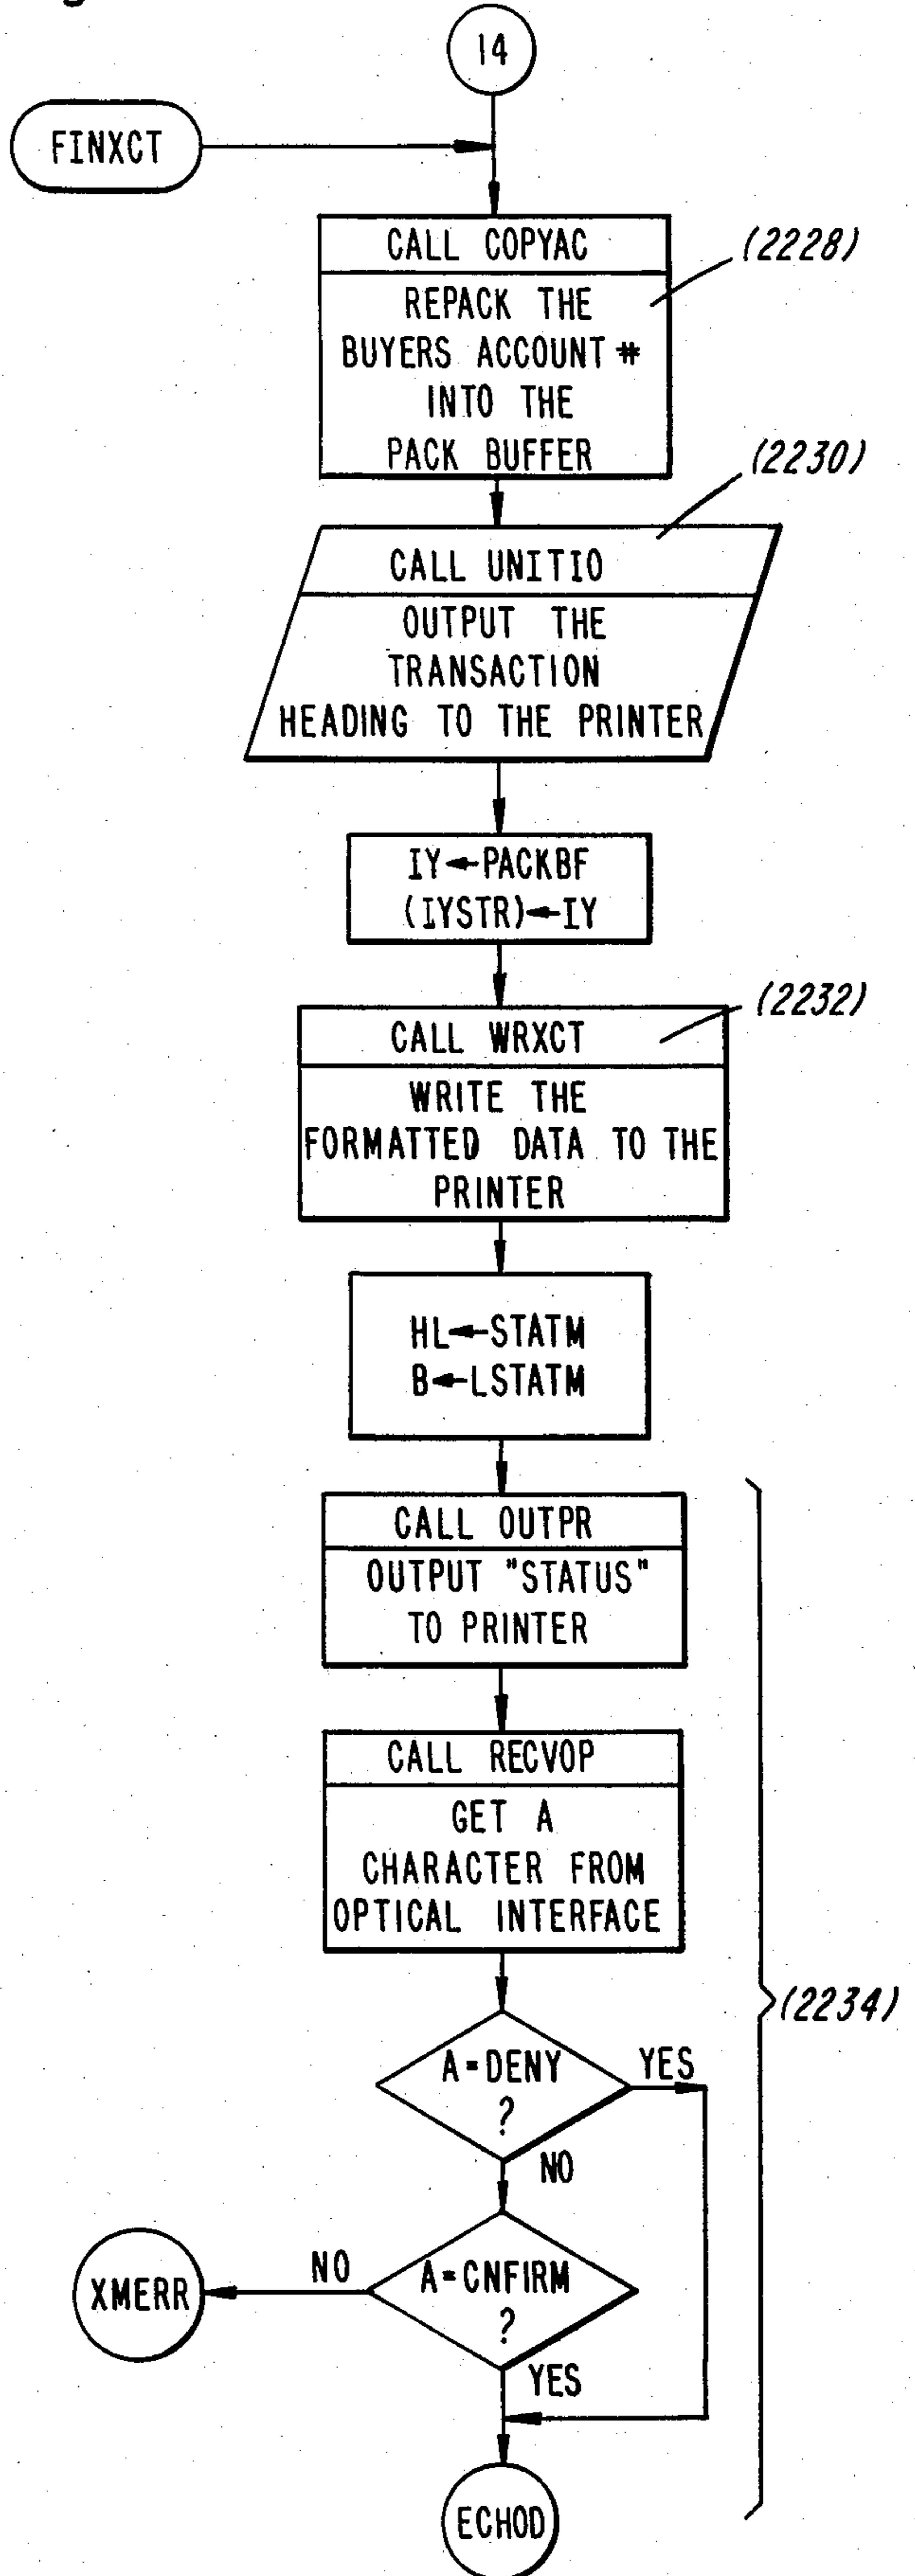 14
FINXCT
CALL COPYAC
(2228)
REPACK THE
BUYERS ACCOUNT #
INTO THE
PACK BUFFER
(2230)
CALL UNITIO
OUTPUT THE
TRANSACTION
HEADING TO THE PRINTER
IY←PACKBF
(IYSTR)←IY
(2232)
CALL WRXCT
WRITE THE
FORMATTED DATA TO THE
PRINTER
HL←STATM
B←LSTATM
CALL OUTPR
OUTPUT "STATUS"
TO PRINTER
CALL RECVOP
GET A
CHARACTER FROM
OPTICAL INTERFACE
(2234)
A=DENY
?
YES
NO
A=CNFIRM
?
NO
XMERR
YES
ECHOD